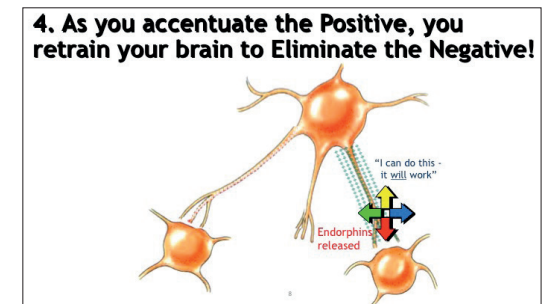 4. As you accentuate the Positive, you
retrain your brain to Eliminate the Negative!
"I can do this -
it will work"
Endorphins
released
8